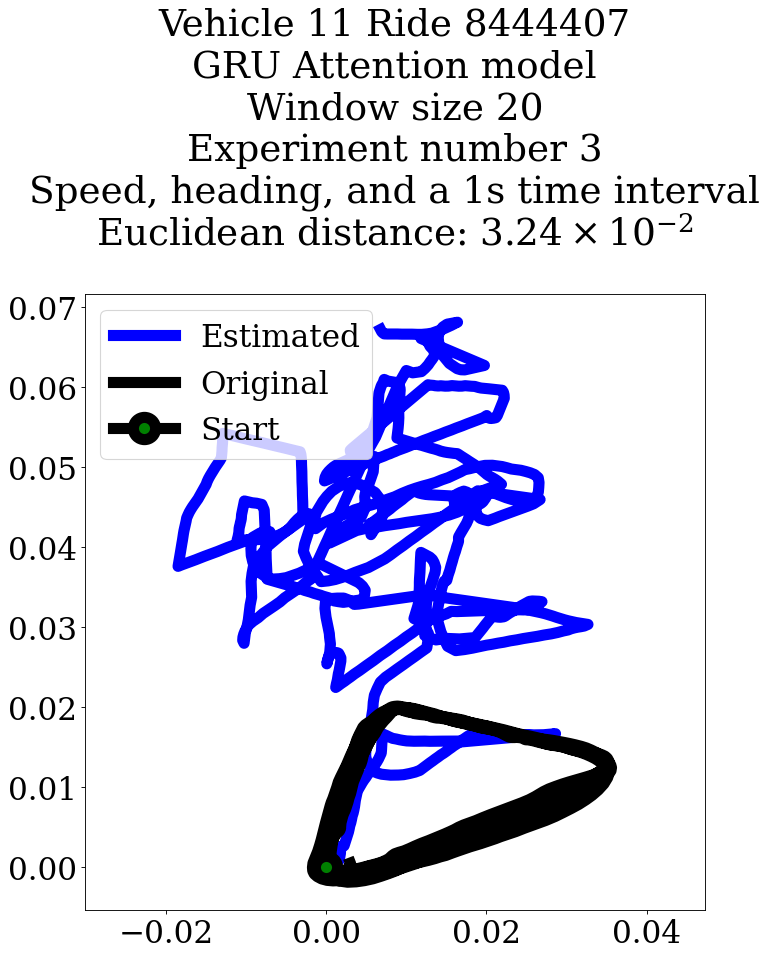 Vehicle 11 Ride 8444407
GRU Attention model
Window size 20
Experiment number 3
Speed, heading, and a 1s time interval
Euclidean distance: 3.24 × 10⁻²
0.07
0.06
0.05
0.04
0.03
0.02
0.01
0.00
Estimated
Original
Start
−0.02
0.00
0.02
0.04